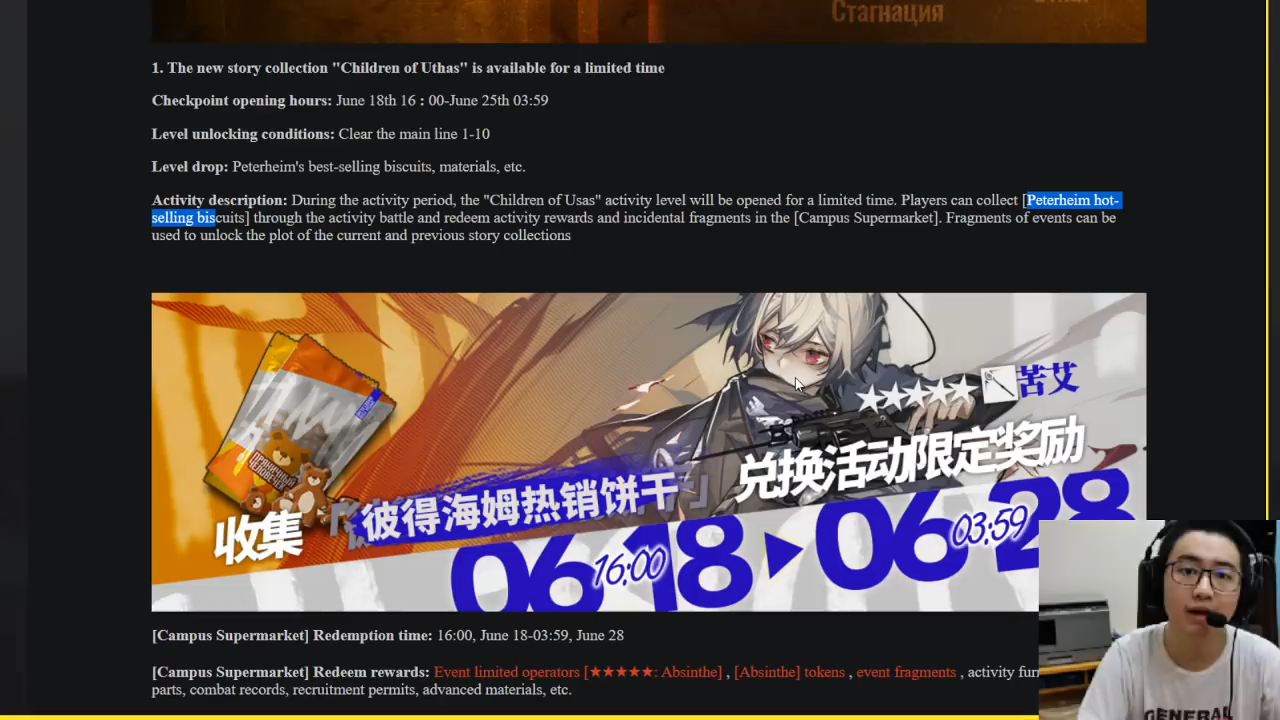 Стагнация
1. The new story collection "Children of Uthas" is available for a limited time
Checkpoint opening hours: June 18th 16 : 00-June 25th 03:59
Level unlocking conditions: Clear the main line 1-10
Level drop: Peterheim's best-selling biscuits, materials, etc.
Activity description: During the activity period, the "Children of Usas" activity level will be opened for a limited time. Players can collect [Peterheim hot-
selling biscuits] through the activity battle and redeem activity rewards and incidental fragments in the [Campus Supermarket]. Fragments of events can be
used to unlock the plot of the current and previous story collections
苦艾
兑换活动限定奖励
ПРЯНИЧНЫЙ
ЧЕЛОВЕЧЕК
收集「彼得海姆热销饼干」
06 16:00 18 ▶ 06 03:59 28
[Campus Supermarket] Redemption time: 16:00, June 18-03:59, June 28
[Campus Supermarket] Redeem rewards: Event limited operators [★★★★★: Absinthe] , [Absinthe] tokens , event fragments , activity
parts, combat records, recruitment permits, advanced materials, etc.
GENERAL